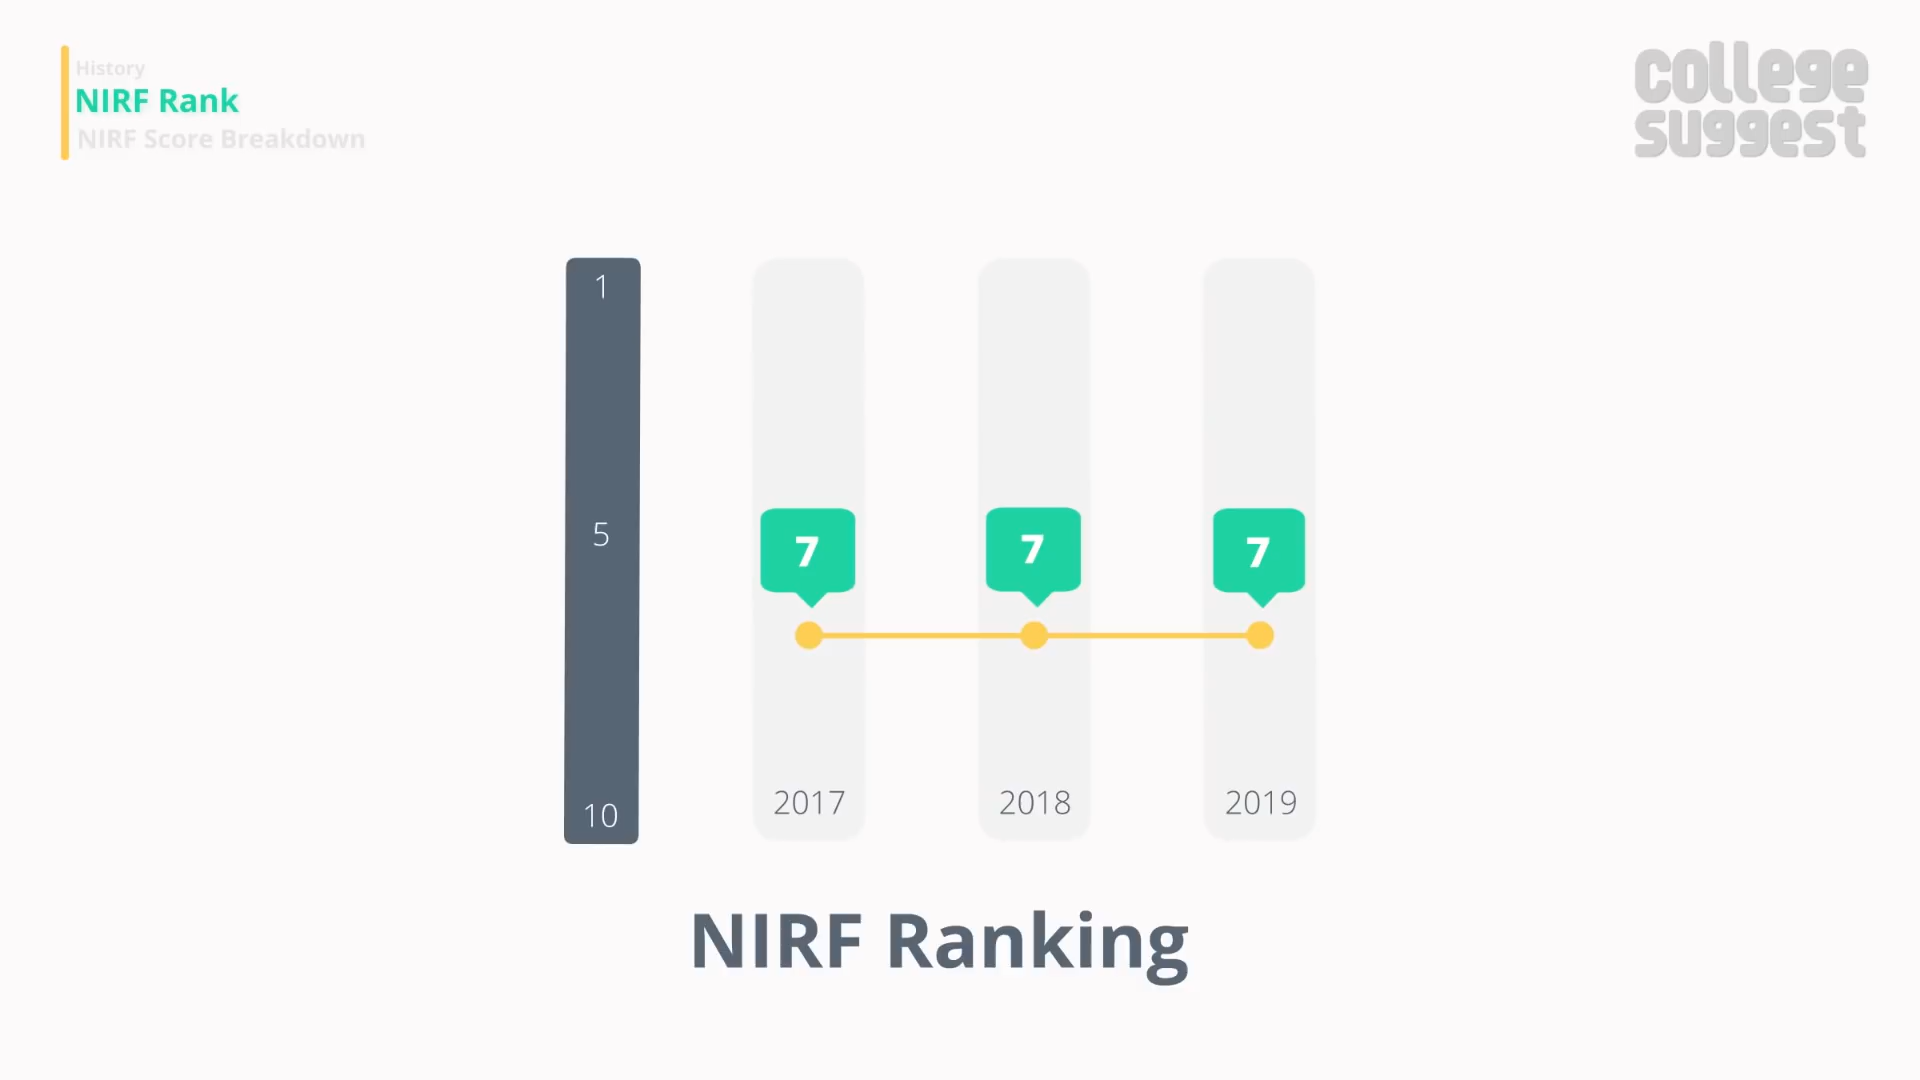 History
NIRF Rank
NIRF Score Breakdown
college
suggest
1
5
10
7
7
7
2017
2018
2019
NIRF Ranking